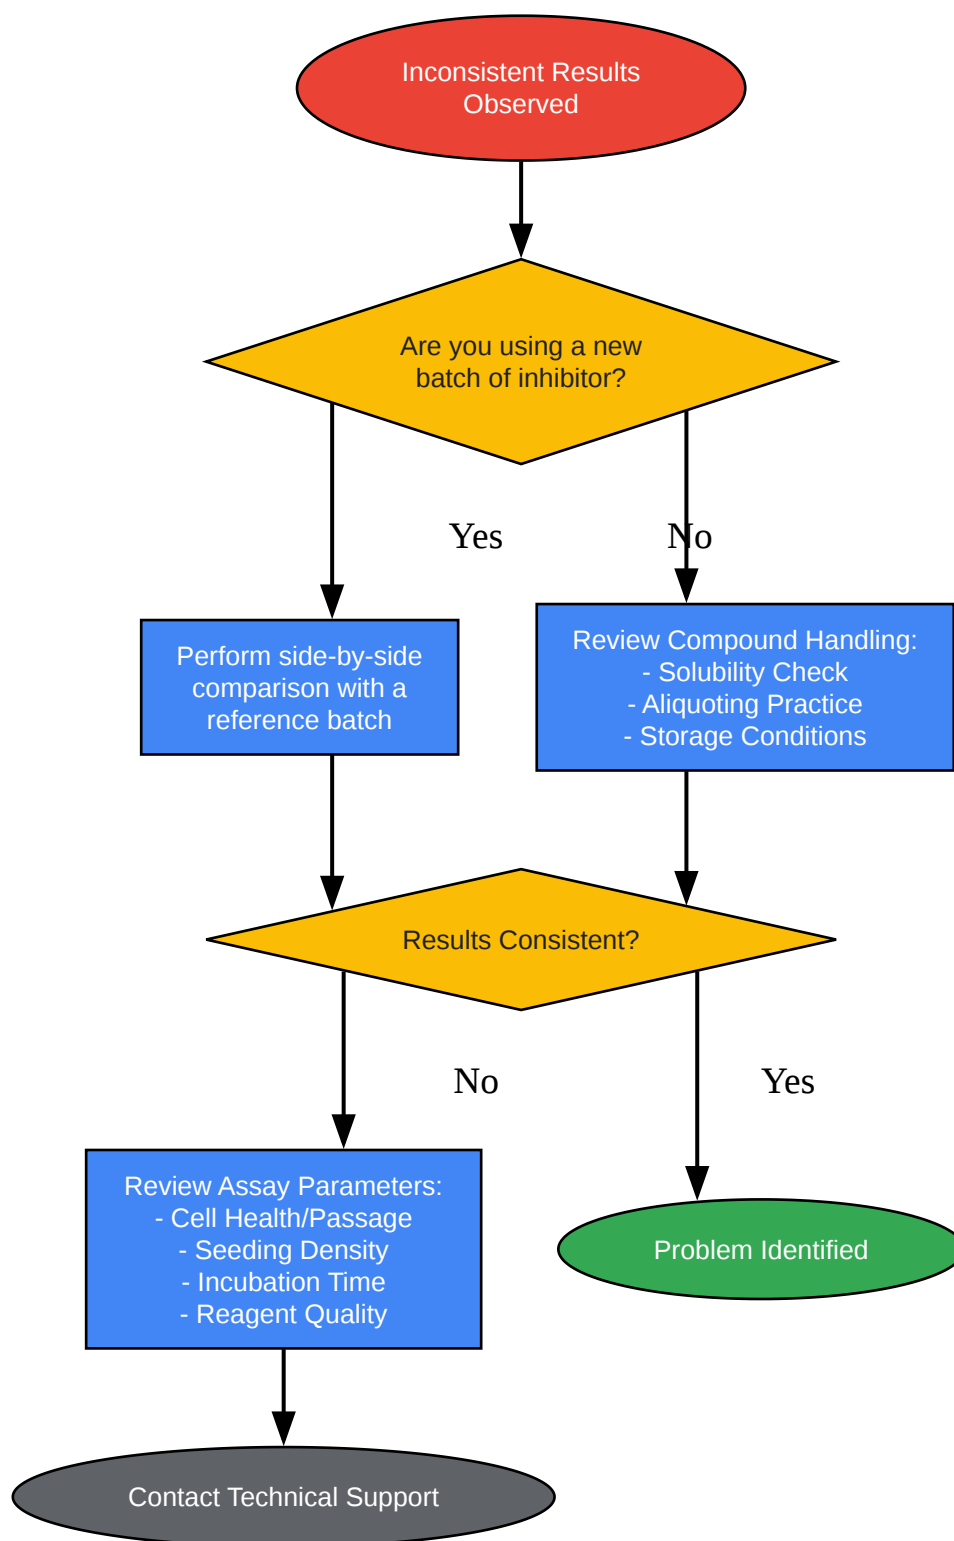 Inconsistent Results
Observed
Are you using a new
batch of inhibitor?
Yes
No
Perform side-by-side
comparison with a
reference batch
Review Compound Handling:
- Solubility Check
- Aliquoting Practice
- Storage Conditions
Results Consistent?
No
Yes
Review Assay Parameters:
- Cell Health/Passage
- Seeding Density
- Incubation Time
- Reagent Quality
Problem Identified
Contact Technical Support